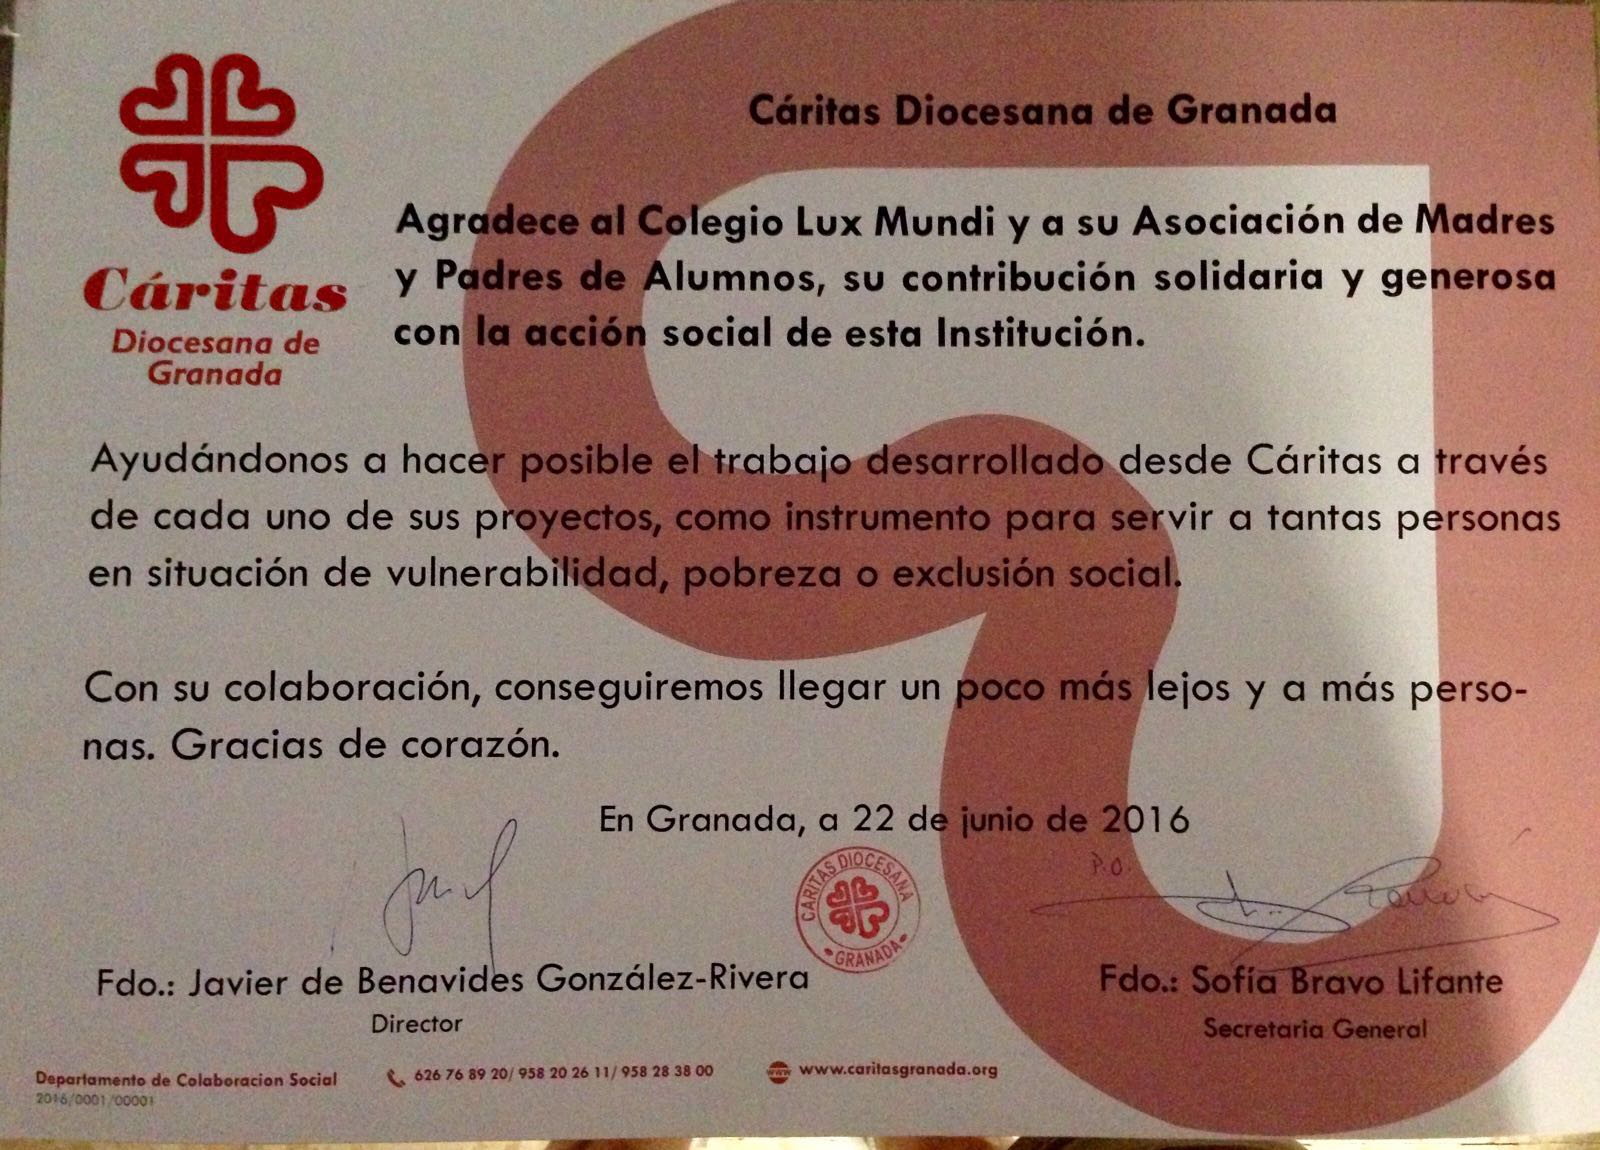 Cáritas
Diocesana de
Granada
Cáritas Diocesana de Granada
Agradece al Colegio Lux Mundi y a su Asociación de Madres
y Padres de Alumnos, su contribución solidaria y generosa
con la acción social de esta Institución.
Ayudándonos a hacer posible el trabajo desarrollado desde Cáritas a través
de cada uno de sus proyectos, como instrumento para servir a tantas personas
en situación de vulnerabilidad, pobreza o exclusión social.
Con su colaboración, conseguiremos llegar un poco más lejos y a más perso-
nas. Gracias de corazón.
En Granada, a 22 de junio de 2016
CARITAS DIOCESANA
GRANADA
P.O.
Fdo.: Javier de Benavides González-Rivera
Director
Fdo.: Sofía Bravo Lifante
Secretaria General
Departamento de Colaboracion Social
2016/0001/00001
626 76 89 20/ 958 20 26 11/ 958 28 38 00
www.caritasgranada.org